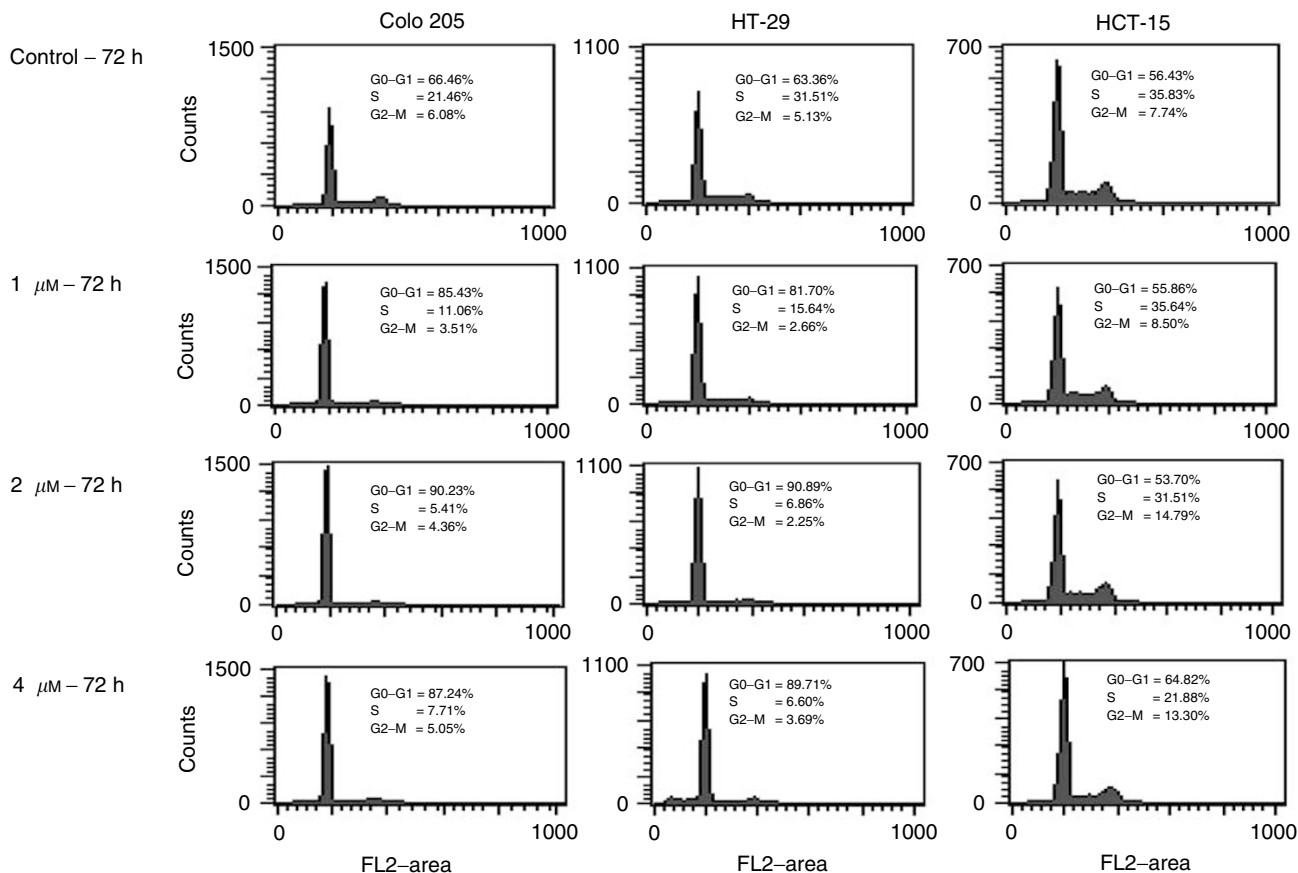 Colo 205 HT-29 HCT-15
Control – 72 h
1500 1100 700
G0–G1 = 66.46% G0–G1 = 63.36% G0–G1 = 56.43%
S = 21.46% S = 31.51% S = 35.83%
G2–M = 6.08% G2–M = 5.13% G2–M = 7.74%
Counts
0 0 0
0 1000 0 1000 0 1000
1 μM – 72 h
1500 1100 700
G0–G1 = 85.43% G0–G1 = 81.70% G0–G1 = 55.86%
S = 11.06% S = 15.64% S = 35.64%
G2–M = 3.51% G2–M = 2.66% G2–M = 8.50%
Counts
0 0 0
0 1000 0 1000 0 1000
2 μM – 72 h
1500 1100 700
G0–G1 = 90.23% G0–G1 = 90.89% G0–G1 = 53.70%
S = 5.41% S = 6.86% S = 31.51%
G2–M = 4.36% G2–M = 2.25% G2–M = 14.79%
Counts
0 0 0
0 1000 0 1000 0 1000
4 μM – 72 h
1500 1100 700
G0–G1 = 87.24% G0–G1 = 89.71% G0–G1 = 64.82%
S = 7.71% S = 6.60% S = 21.88%
G2–M = 5.05% G2–M = 3.69% G2–M = 13.30%
Counts
0 0 0
0 1000 0 1000 0 1000
FL2–area FL2–area FL2–area